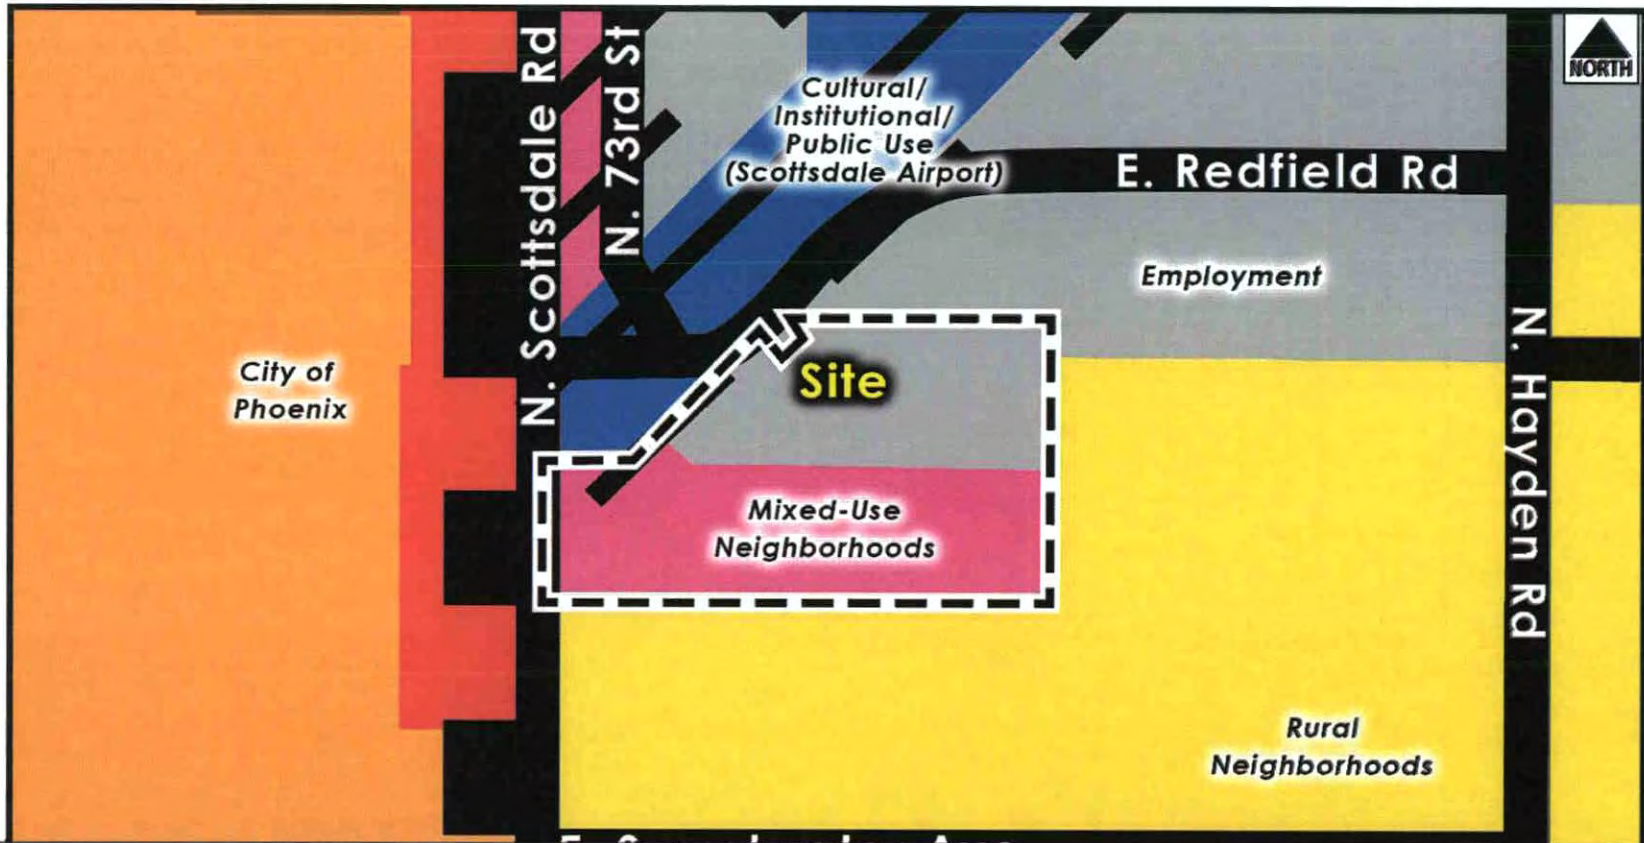 NORTH
N. Scottsdale Rd
N. 73rd St
Cultural/
Institutional/
Public Use
(Scottsdale Airport)
E. Redfield Rd
Employment
City of
Phoenix
Site
N. Hayden Rd
Mixed-Use
Neighborhoods
Rural
Neighborhoods